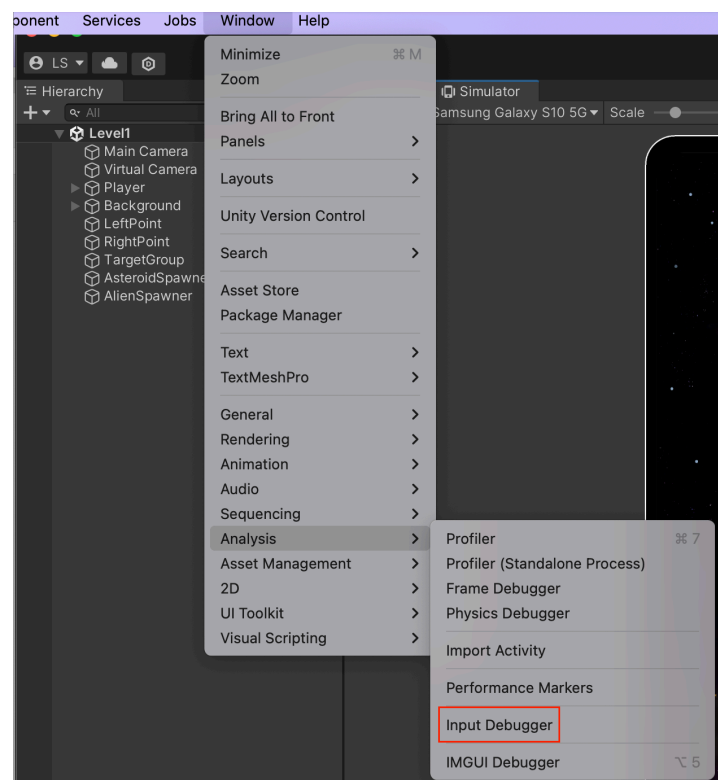 ponent Services Jobs Window Help
LS
Hierarchy
All
Level1
Main Camera
Virtual Camera
Player
Background
LeftPoint
RightPoint
TargetGroup
AsteroidSpawne
AlienSpawner
Minimize ⌘ M
Zoom
Bring All to Front
Panels
Layouts
Unity Version Control
Search
Asset Store
Package Manager
Text
TextMeshPro
General
Rendering
Animation
Audio
Sequencing
Analysis
Asset Management
2D
UI Toolkit
Visual Scripting
Simulator
Samsung Galaxy S10 5G Scale
Profiler ⌘ 7
Profiler (Standalone Process)
Frame Debugger
Physics Debugger
Import Activity
Performance Markers
Input Debugger
IMGUI Debugger ⌥ 5